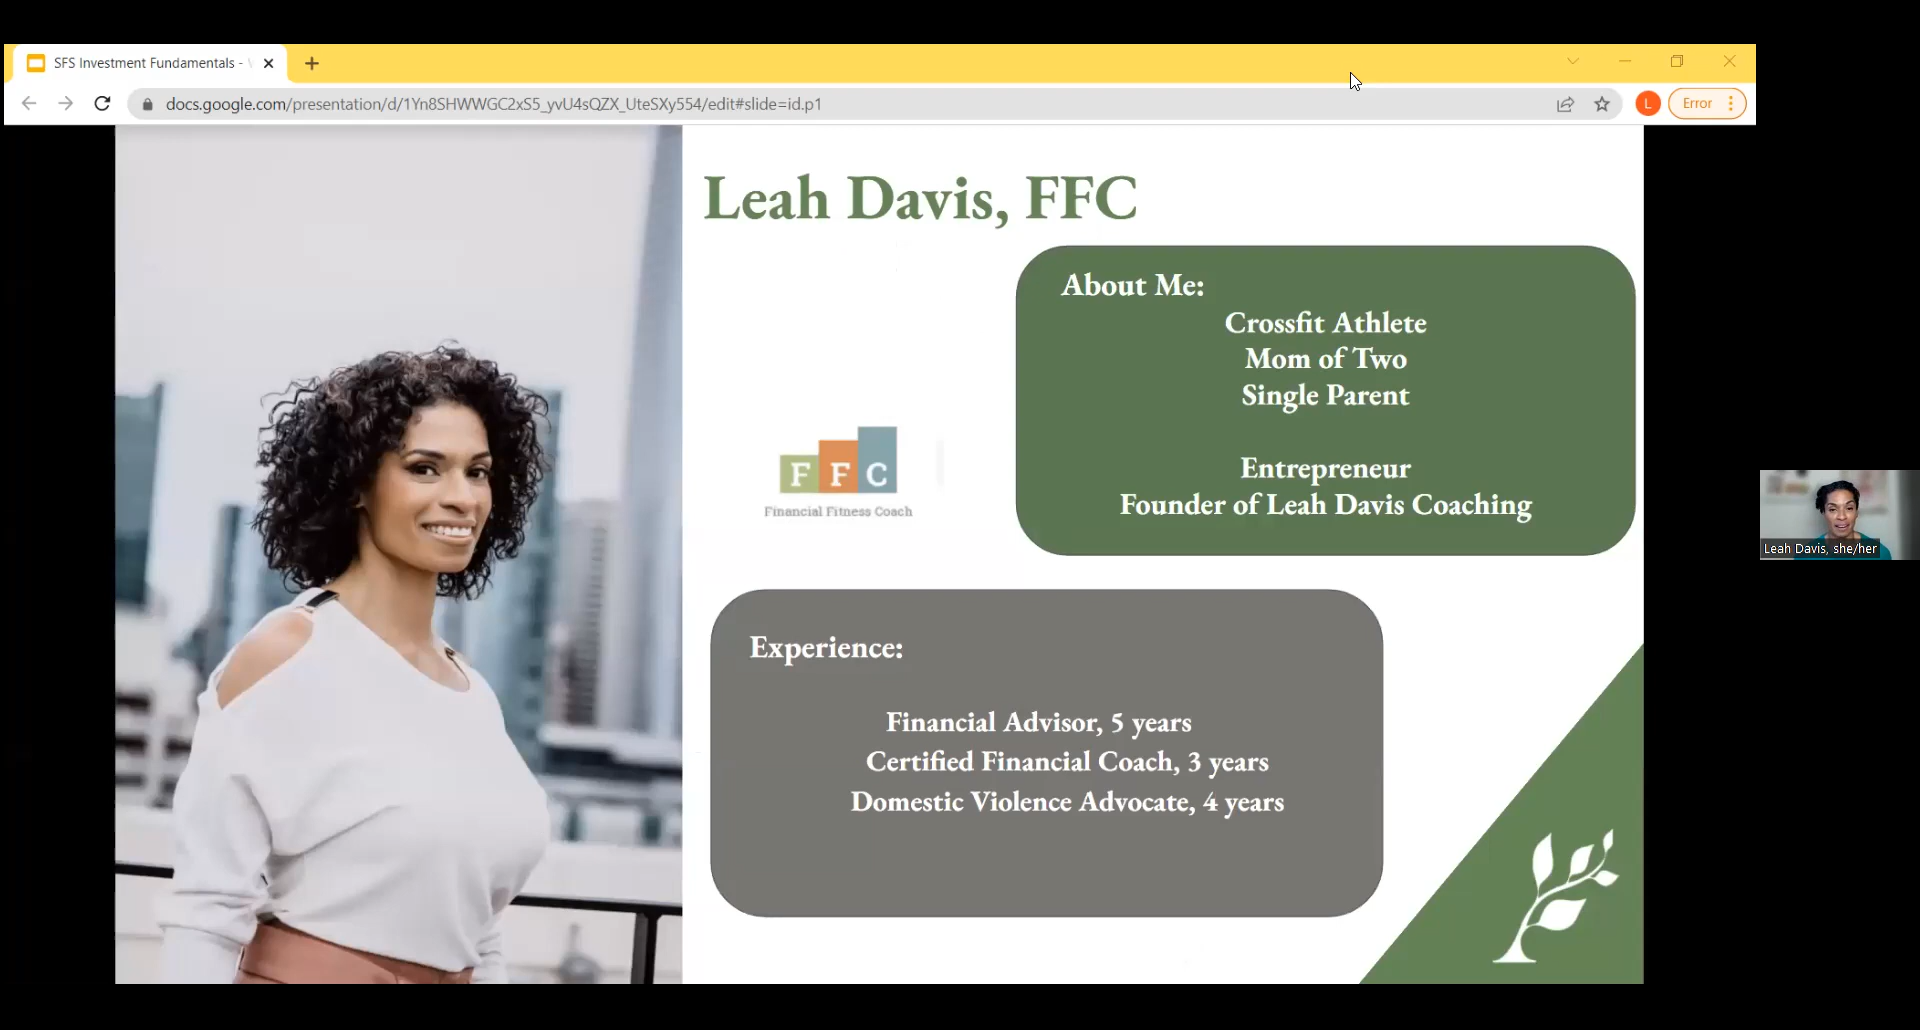 SFS Investment Fundamentals -
docs.google.com/presentation/d/1Yn8SHWWGC2xS5_yvU4sQZX_UteSXy554/edit#slide=id.p1
L
Error
Leah Davis, FFC
About Me:
Crossfit Athlete
Mom of Two
Single Parent
Entrepreneur
Founder of Leah Davis Coaching
F F C
Financial Fitness Coach
Experience:
Financial Advisor, 5 years
Certified Financial Coach, 3 years
Domestic Violence Advocate, 4 years
Leah Davis, she/her